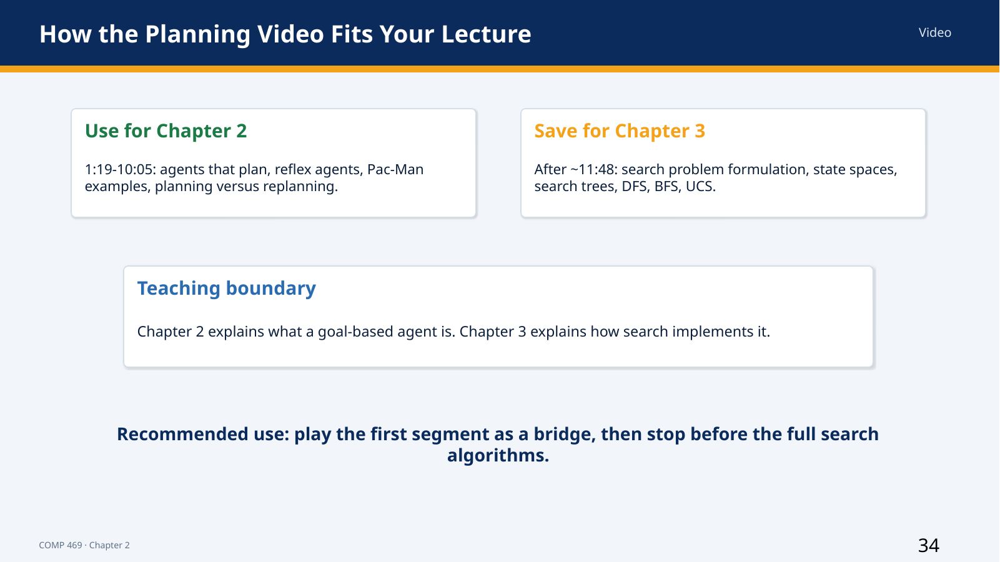 How the Planning Video Fits Your Lecture
Video
Use for Chapter 2
1:19-10:05: agents that plan, reflex agents, Pac-Man
examples, planning versus replanning.
Save for Chapter 3
After ~11:48: search problem formulation, state spaces,
search trees, DFS, BFS, UCS.
Teaching boundary
Chapter 2 explains what a goal-based agent is. Chapter 3 explains how search implements it.
Recommended use: play the first segment as a bridge, then stop before the full search
algorithms.
COMP 469 · Chapter 2
34